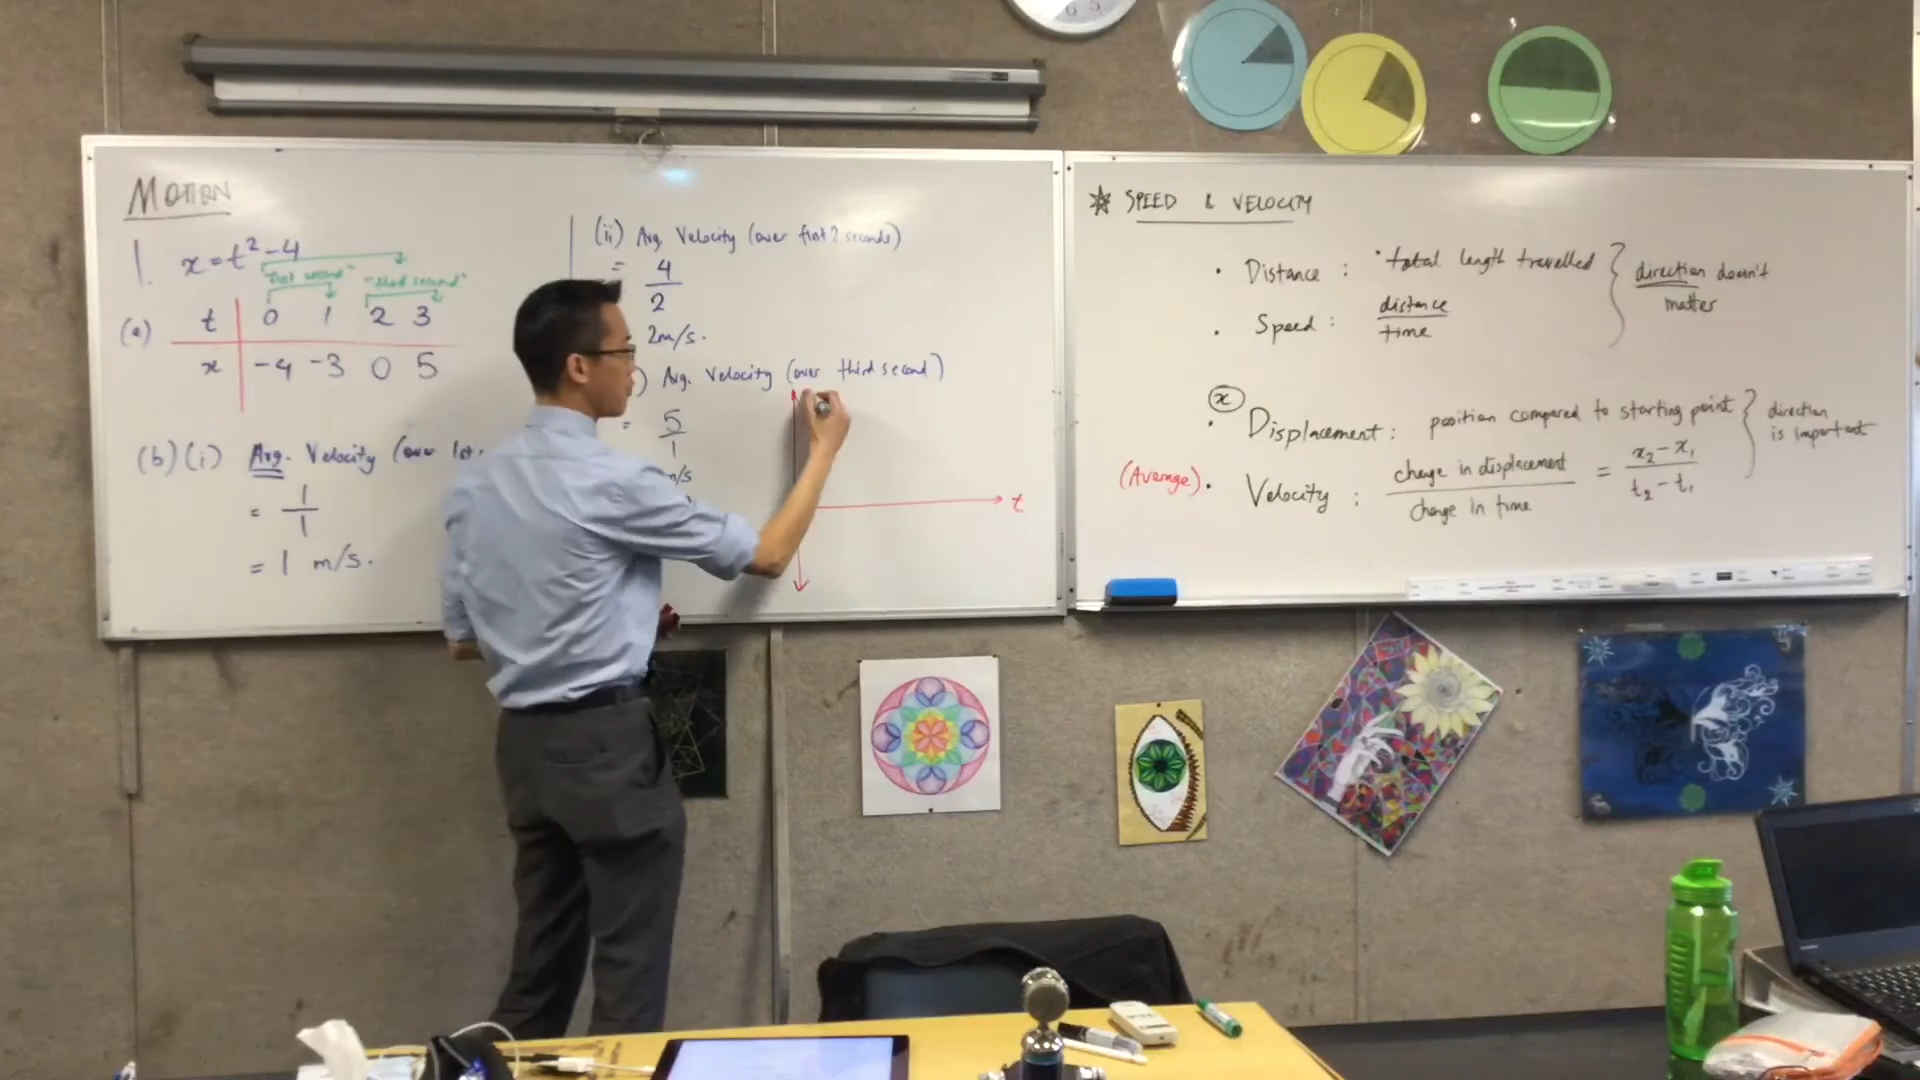 MOTION
1. x = t² - 4
"first second" "third second"
(a) t 0 1 2 3
x -4 -3 0 5
(b) (i) Avg. Velocity (over 1st
= 1/1
= 1 m/s.
(ii) Avg. Velocity (over first 2 seconds)
= 4/2
2m/s.
) Avg. Velocity (over third second)
= 5/1
m/s
t
* SPEED & VELOCITY
• Distance : • total length travelled
• Speed : distance/time
direction doesn't
matter
x
• Displacement : position compared to starting point
direction
is important
(Average) • Velocity : change in displacement/change in time = x₂ - x₁/t₂ - t₁